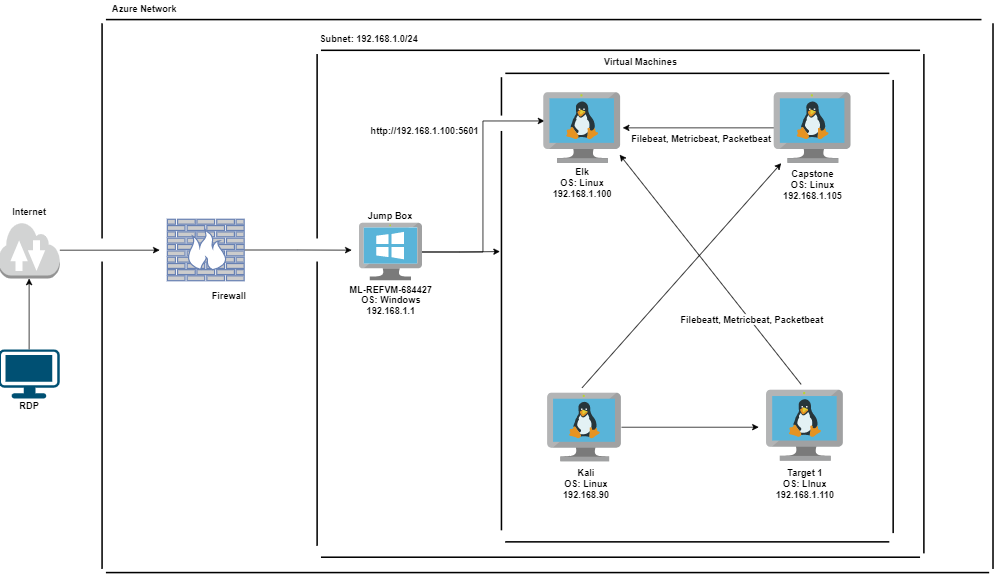 Azure Network
Subnet: 192.168.1.0/24
Virtual Machines
http://192.168.1.100:5601
Filebeat, Metricbeat, Packetbeat
Elk
OS: Linux
192.168.1.100
Capstone
OS: Linux
192.168.1.105
Internet
Jump Box
Firewall
ML-REFVM-684427
OS: Windows
192.168.1.1
Filebeatt, Metricbeat, Packetbeat
RDP
Kali
OS: Linux
192.168.90
Target 1
OS: LInux
192.168.1.110